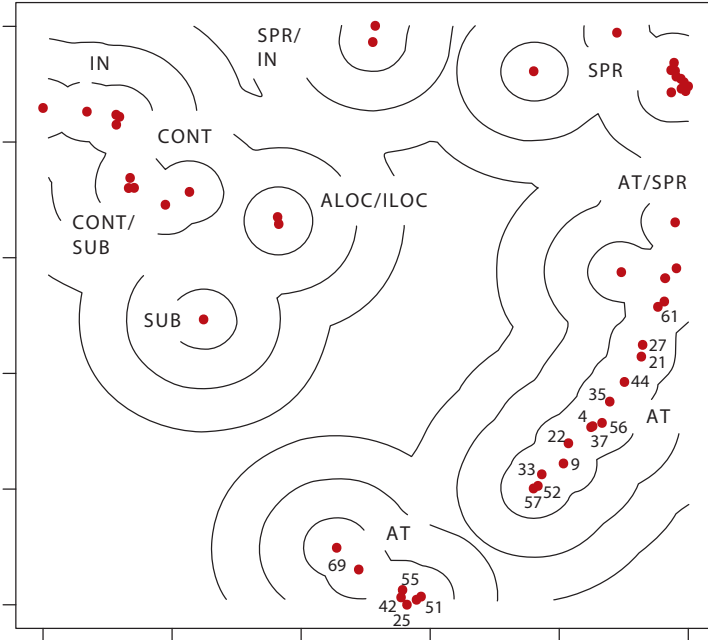 SPR/
IN
IN
SPR
CONT
AT/SPR
ALOC/ILOC
CONT/
SUB
61
SUB
27
21
44
35
4
56
AT
37
22
9
33
52
57
AT
69
55
42
51
25